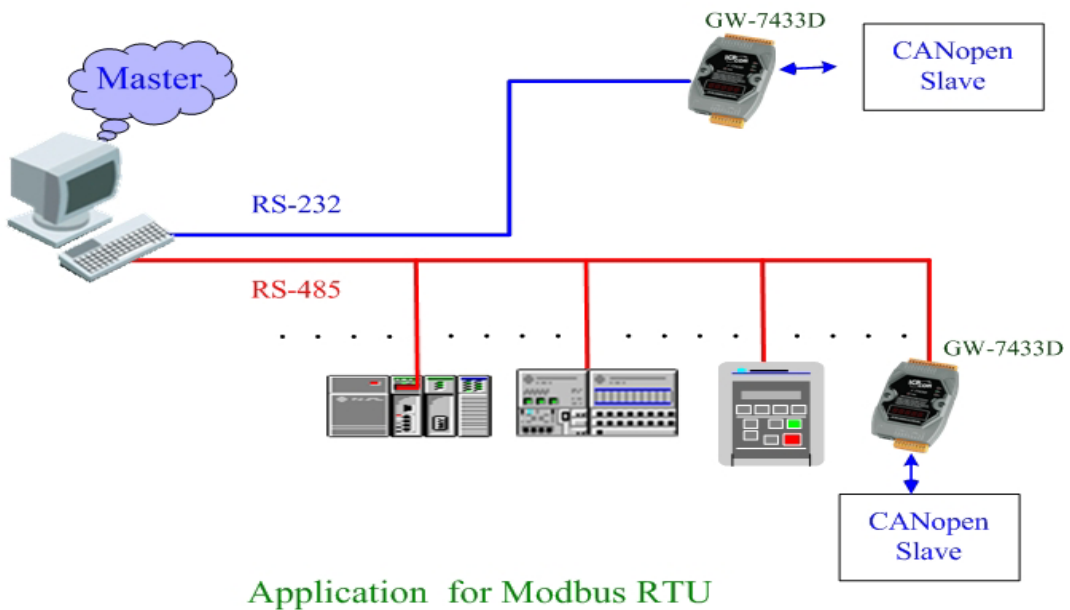 GW-7433D
Master
CANopen
Slave
RS-232
RS-485
GW-7433D
CANopen
Slave
Application for Modbus RTU